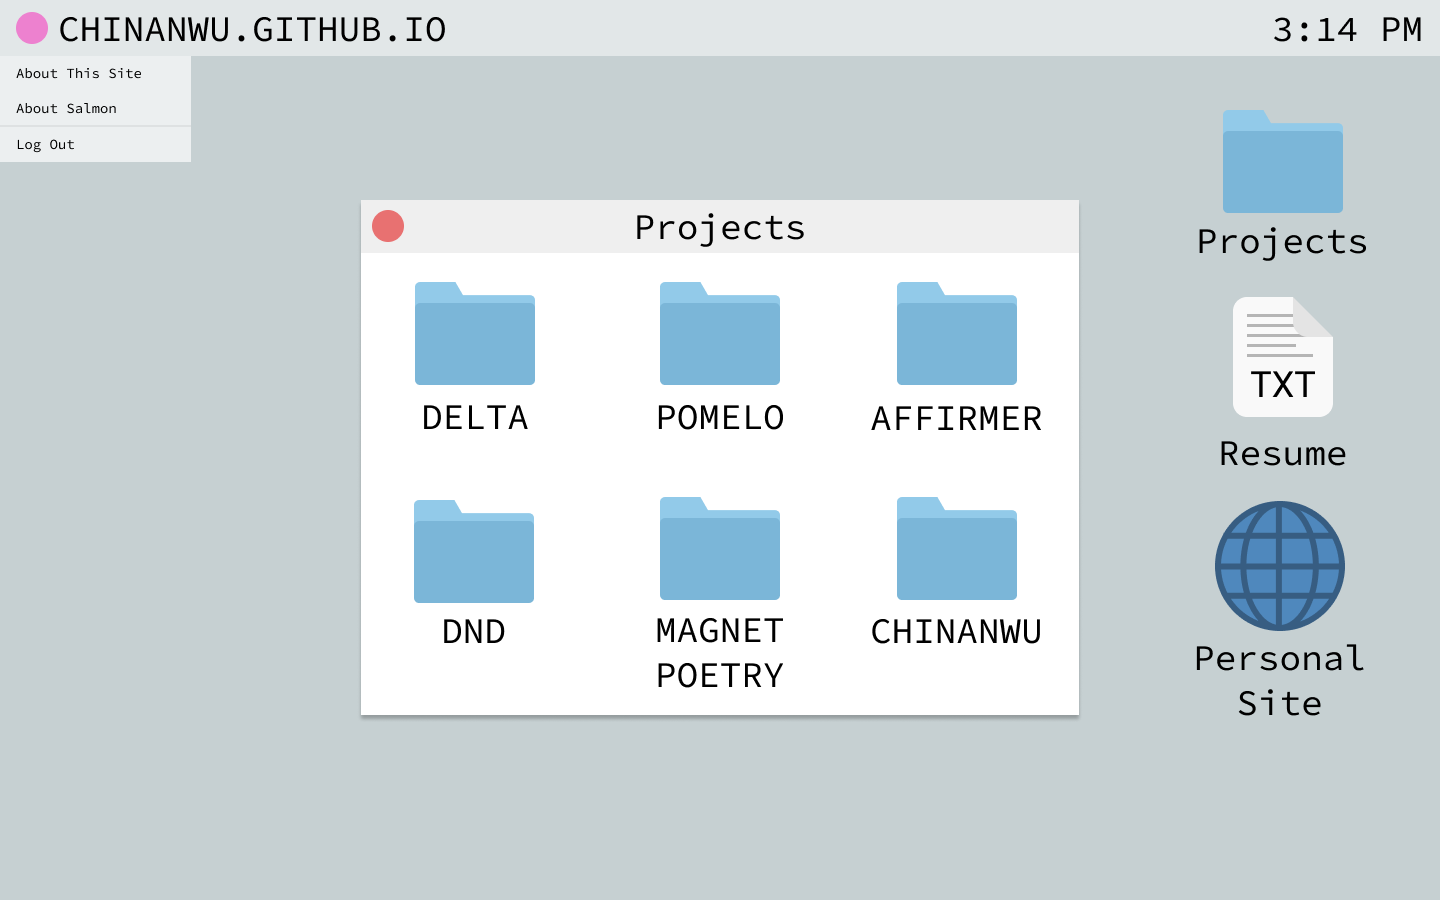 CHINANWU.GITHUB.IO
3:14 PM
About This Site
About Salmon
Log Out
Projects
DELTA
POMELO
AFFIRMER
DND
MAGNET
POETRY
CHINANWU
Projects
TXT
Resume
Personal
Site